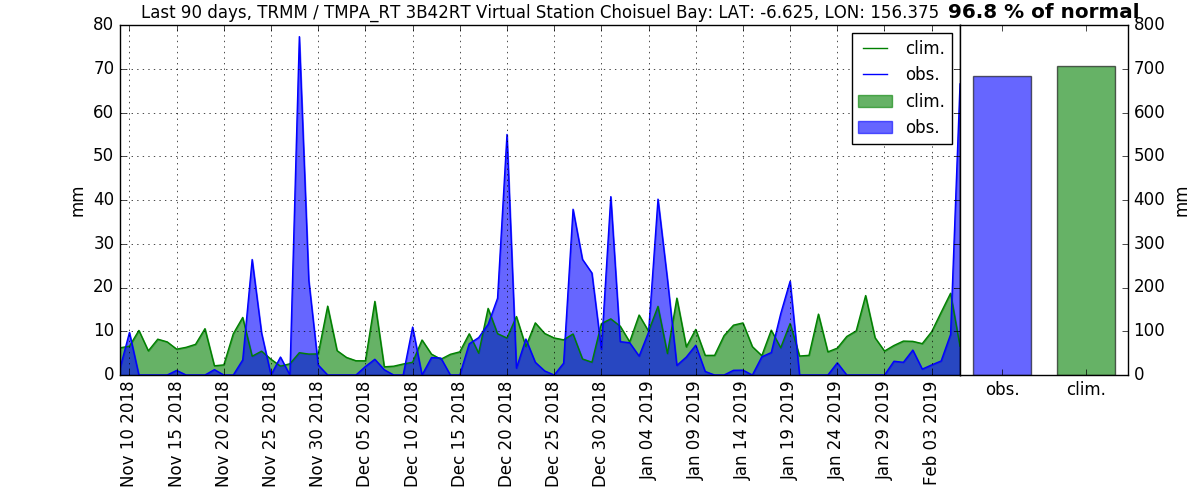 Last 90 days, TRMM / TMPA_RT 3B42RT Virtual Station Choisuel Bay: LAT: -6.625, LON: 156.375 96.8 % of normal
80
70
60
50
40
30
20
10
0
mm
clim.
obs.
clim.
obs.
800
700
600
500
400
300
200
100
0
mm
obs.
clim.
Nov 10 2018
Nov 15 2018
Nov 20 2018
Nov 25 2018
Nov 30 2018
Dec 05 2018
Dec 10 2018
Dec 15 2018
Dec 20 2018
Dec 25 2018
Dec 30 2018
Jan 04 2019
Jan 09 2019
Jan 14 2019
Jan 19 2019
Jan 24 2019
Jan 29 2019
Feb 03 2019